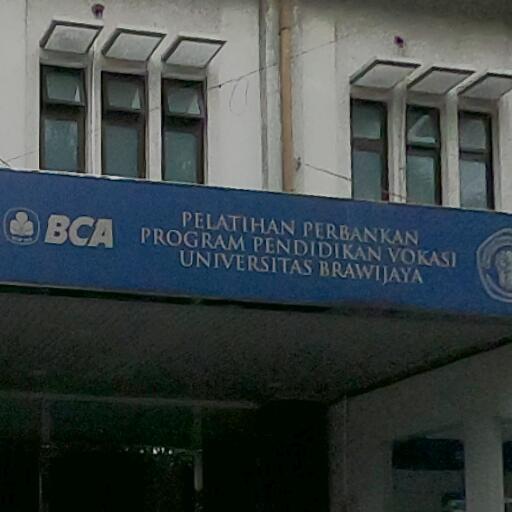 BCA
PELATIHAN PERBANKAN
PROGRAM PENDIDIKAN VOKASI
UNIVERSITAS BRAWIJAYA